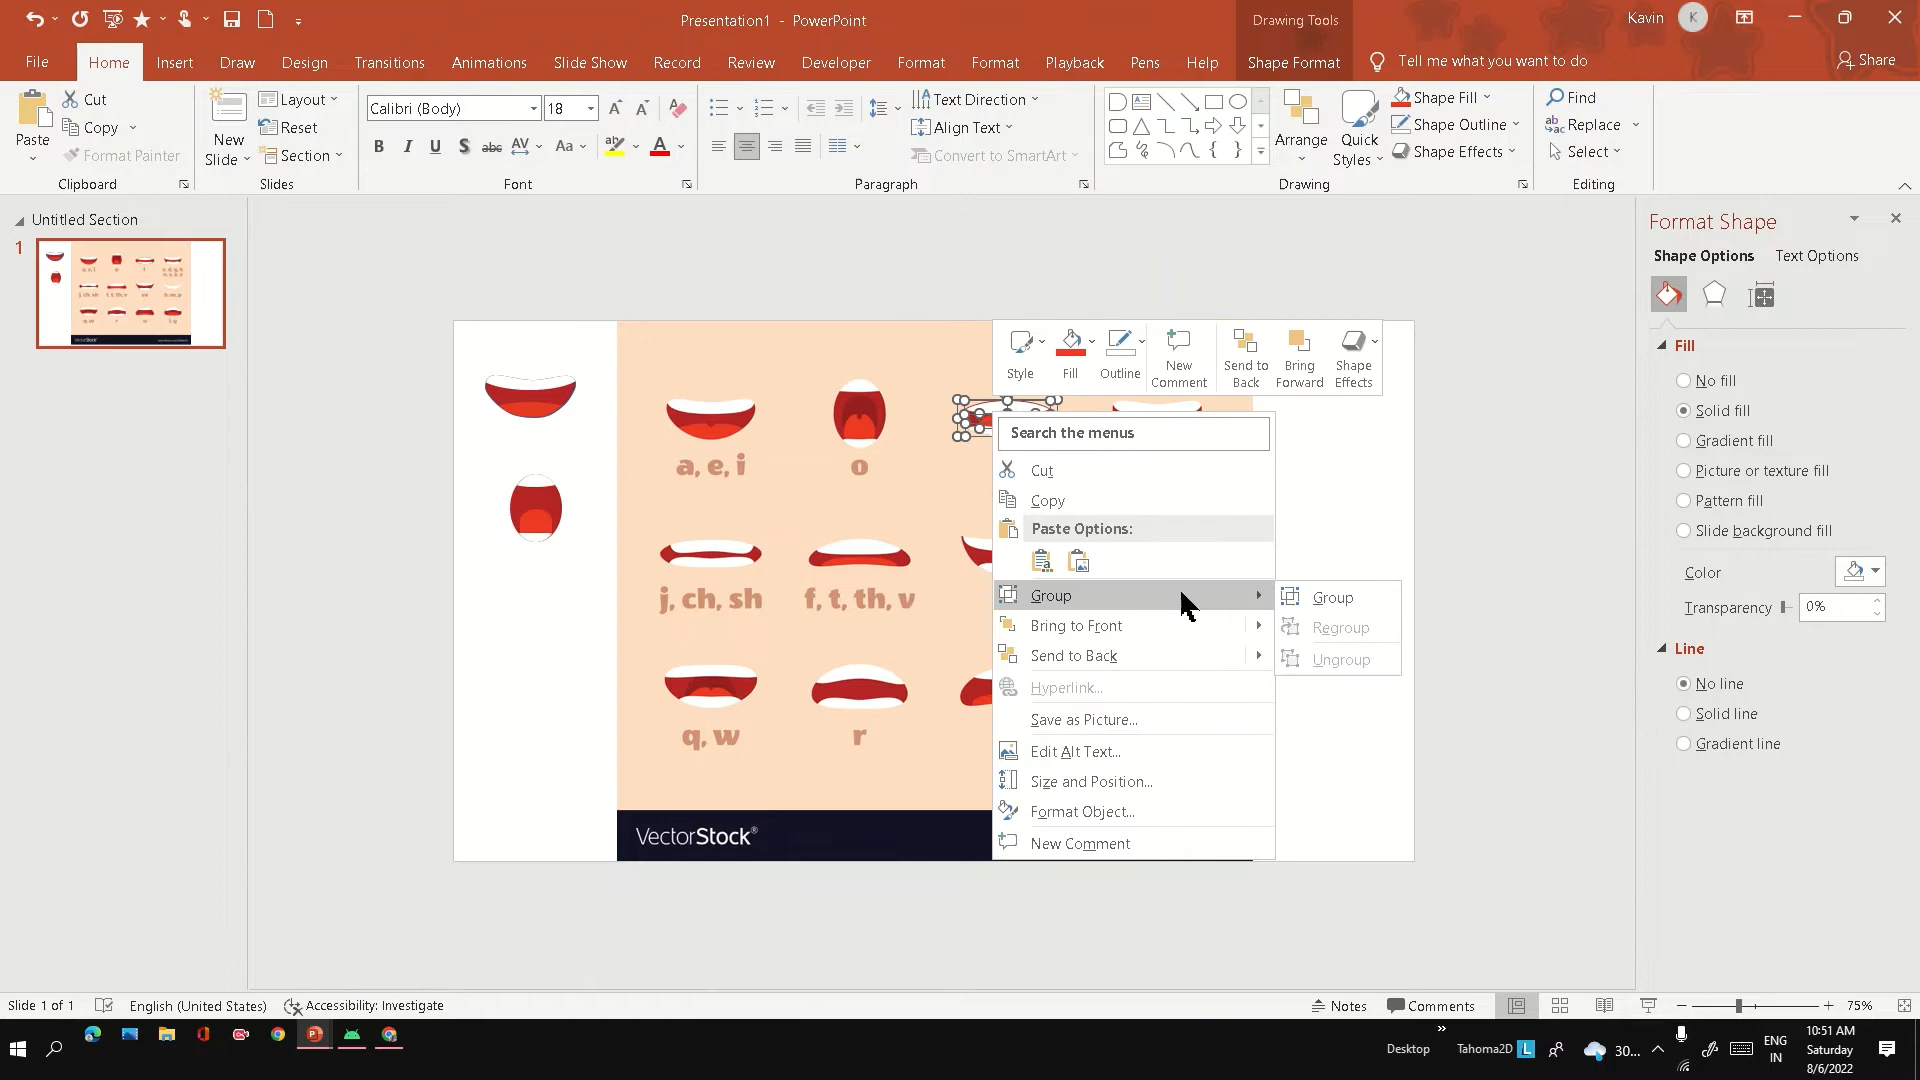 Presentation1 - PowerPoint
Drawing Tools
Kavin
K
File
Home
Insert
Draw
Design
Transitions
Animations
Slide Show
Record
Review
Developer
Format
Format
Playback
Pens
Help
Shape Format
Tell me what you want to do
Share
Paste
Cut
Copy
Format Painter
Clipboard
New
Slide
Layout
Reset
Section
Slides
Calibri (Body)
18
Font
Text Direction
Align Text
Convert to SmartArt
Paragraph
Arrange
Quick
Styles
Shape Fill
Shape Outline
Shape Effects
Drawing
Find
Replace
Select
Editing
Untitled Section
1
a, e, i
o
j, ch, sh
f, t, th, v
q, w
r
VectorStock®
Style
Fill
Outline
New
Comment
Send to
Back
Bring
Forward
Shape
Effects
Search the menus
Cut
Copy
Paste Options:
Group
Bring to Front
Send to Back
Hyperlink...
Save as Picture...
Edit Alt Text...
Size and Position...
Format Object...
New Comment
Group
Regroup
Ungroup
Format Shape
Shape Options
Text Options
Fill
No fill
Solid fill
Gradient fill
Picture or texture fill
Pattern fill
Slide background fill
Color
Transparency
0%
Line
No line
Solid line
Gradient line
Slide 1 of 1
English (United States)
Accessibility: Investigate
Notes
Comments
75%
Desktop
Tahoma2D
L
30...
ENG
IN
10:51 AM
Saturday
8/6/2022